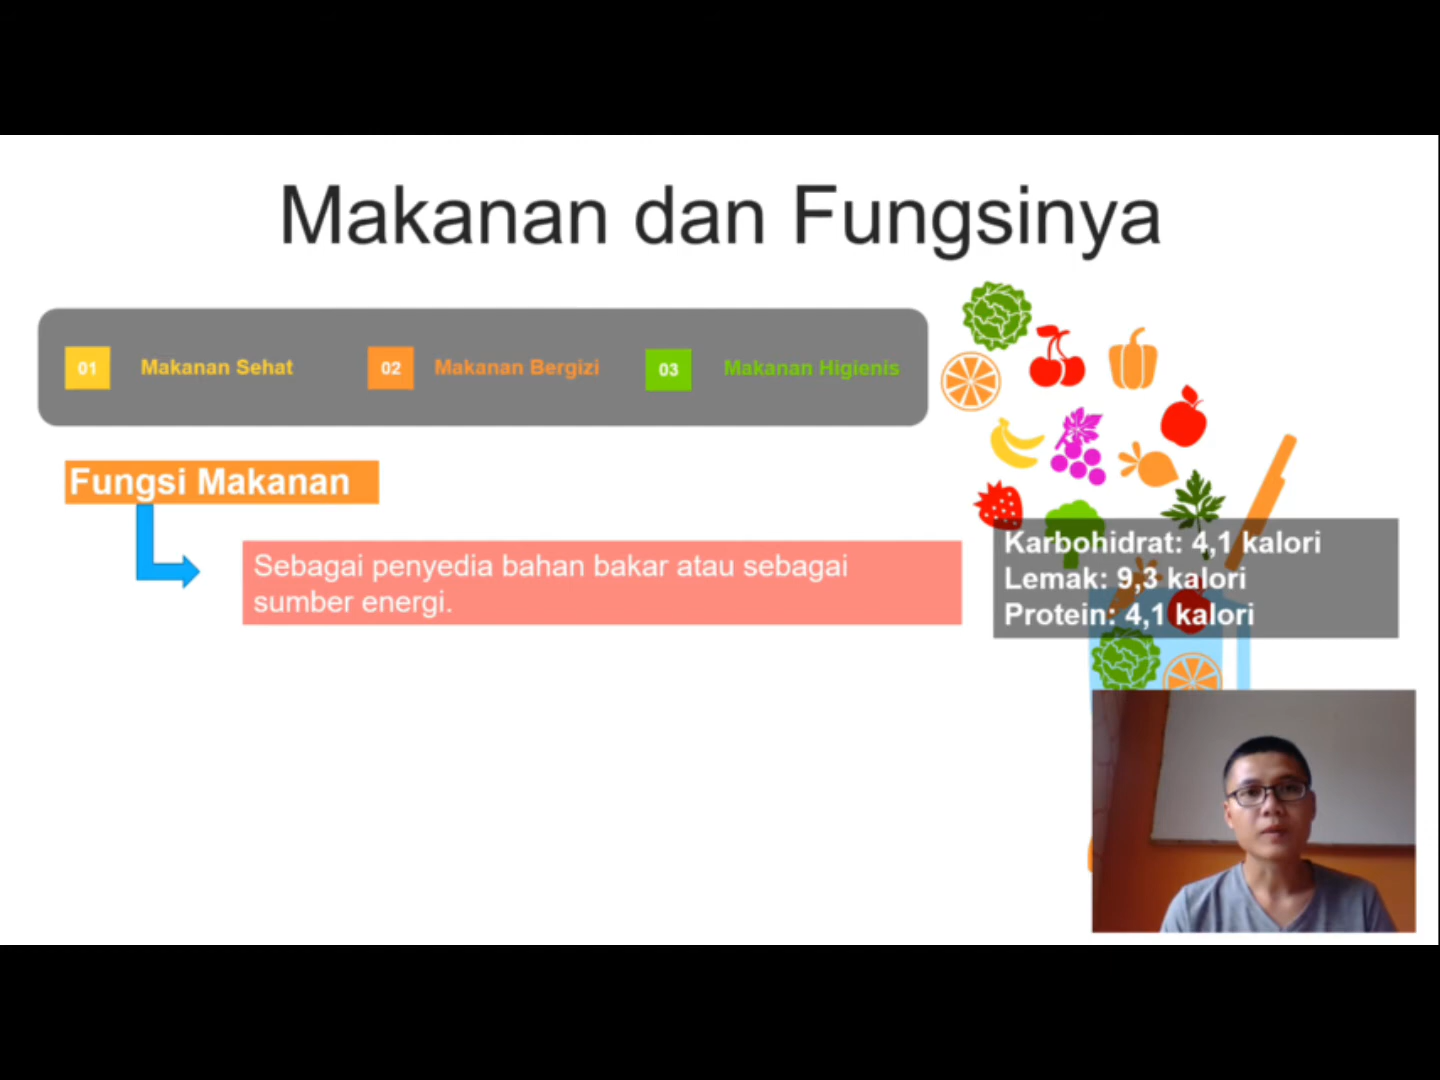 Makanan dan Fungsinya
01 Makanan Sehat 02 Makanan Bergizi 03 Makanan Higienis
Fungsi Makanan
Sebagai penyedia bahan bakar atau sebagai
sumber energi.
Karbohidrat: 4,1 kalori
Lemak: 9,3 kalori
Protein: 4,1 kalori